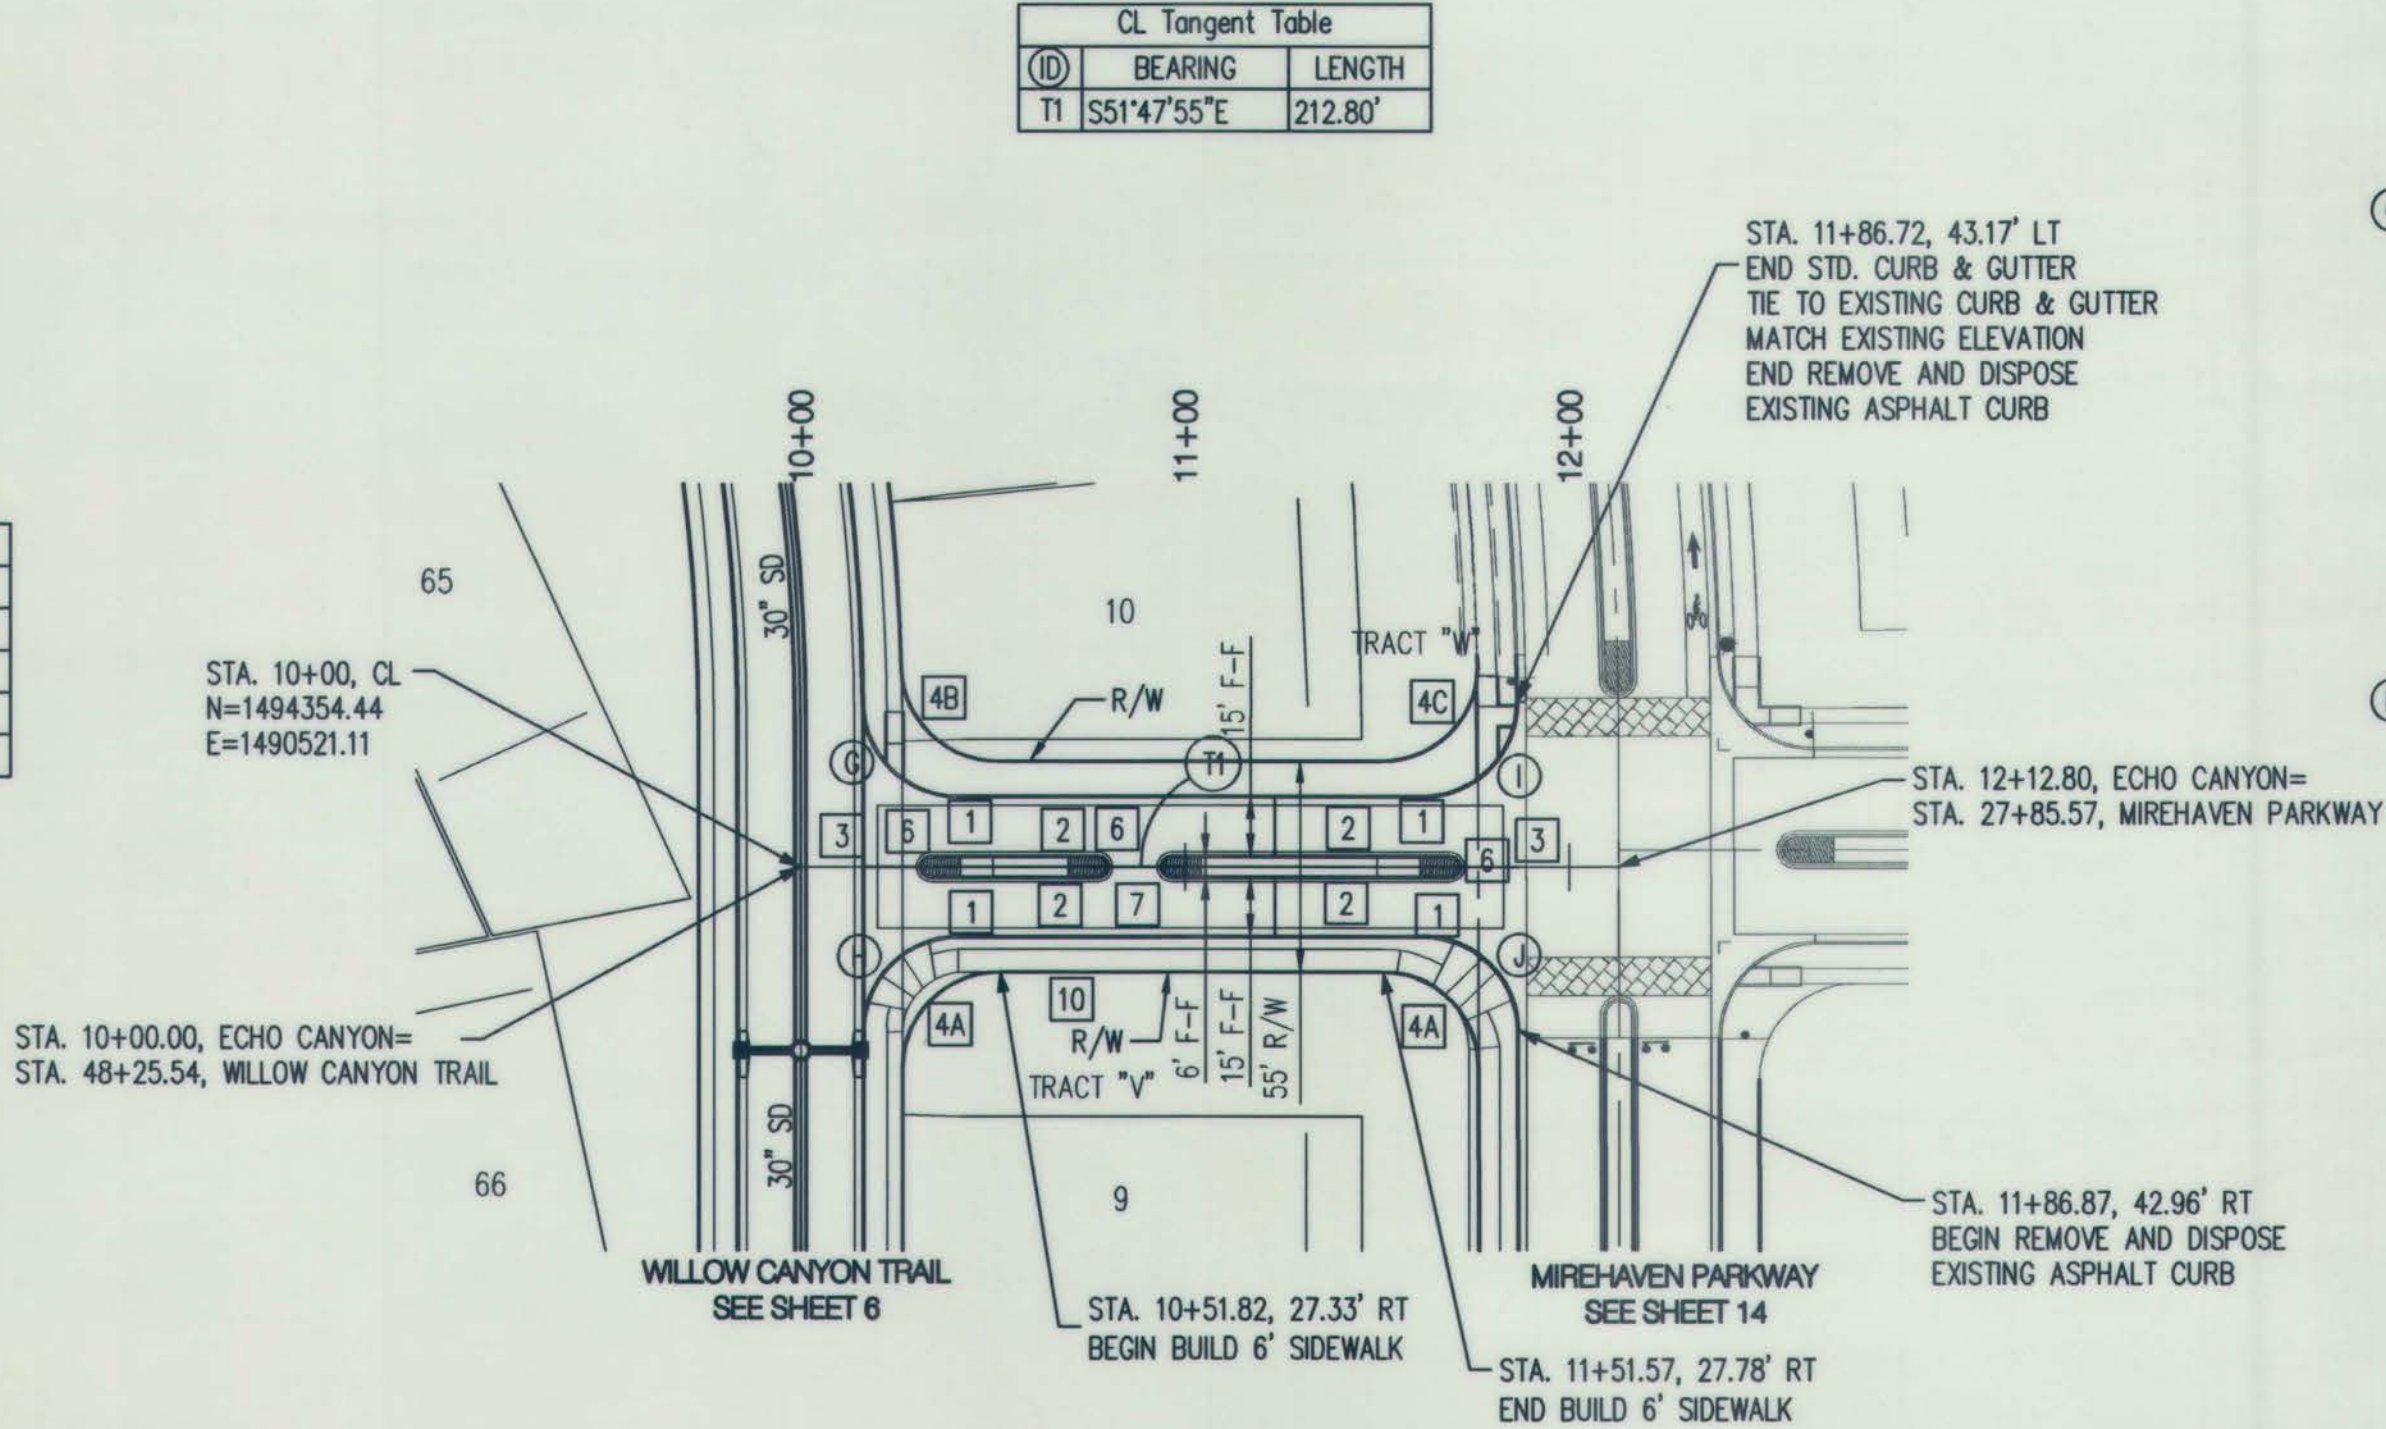 CL Tangent Table
ID BEARING LENGTH
T1 S51°47'55"E 212.80'
STA. 11+86.72, 43.17' LT
END STD. CURB & GUTTER
TIE TO EXISTING CURB & GUTTER
MATCH EXISTING ELEVATION
END REMOVE AND DISPOSE
EXISTING ASPHALT CURB
10+00
11+00
12+00
65
30" SD
10
TRACT "W"
15' F-F
STA. 10+00, CL
N=1494354.44
E=1490521.11
4B
R/W
4C
G
T1
I
STA. 12+12.80, ECHO CANYON=
STA. 27+85.57, MIREHAVEN PARKWAY
3
6
1
2
6
2
1
3
6
1
2
7
2
1
H
J
10
4A
4A
R/W
6' F-F
15' F-F
55' R/W
TRACT "V"
STA. 10+00.00, ECHO CANYON=
STA. 48+25.54, WILLOW CANYON TRAIL
30" SD
66
9
STA. 11+86.87, 42.96' RT
BEGIN REMOVE AND DISPOSE
EXISTING ASPHALT CURB
WILLOW CANYON TRAIL
SEE SHEET 6
MIREHAVEN PARKWAY
SEE SHEET 14
STA. 10+51.82, 27.33' RT
BEGIN BUILD 6' SIDEWALK
STA. 11+51.57, 27.78' RT
END BUILD 6' SIDEWALK